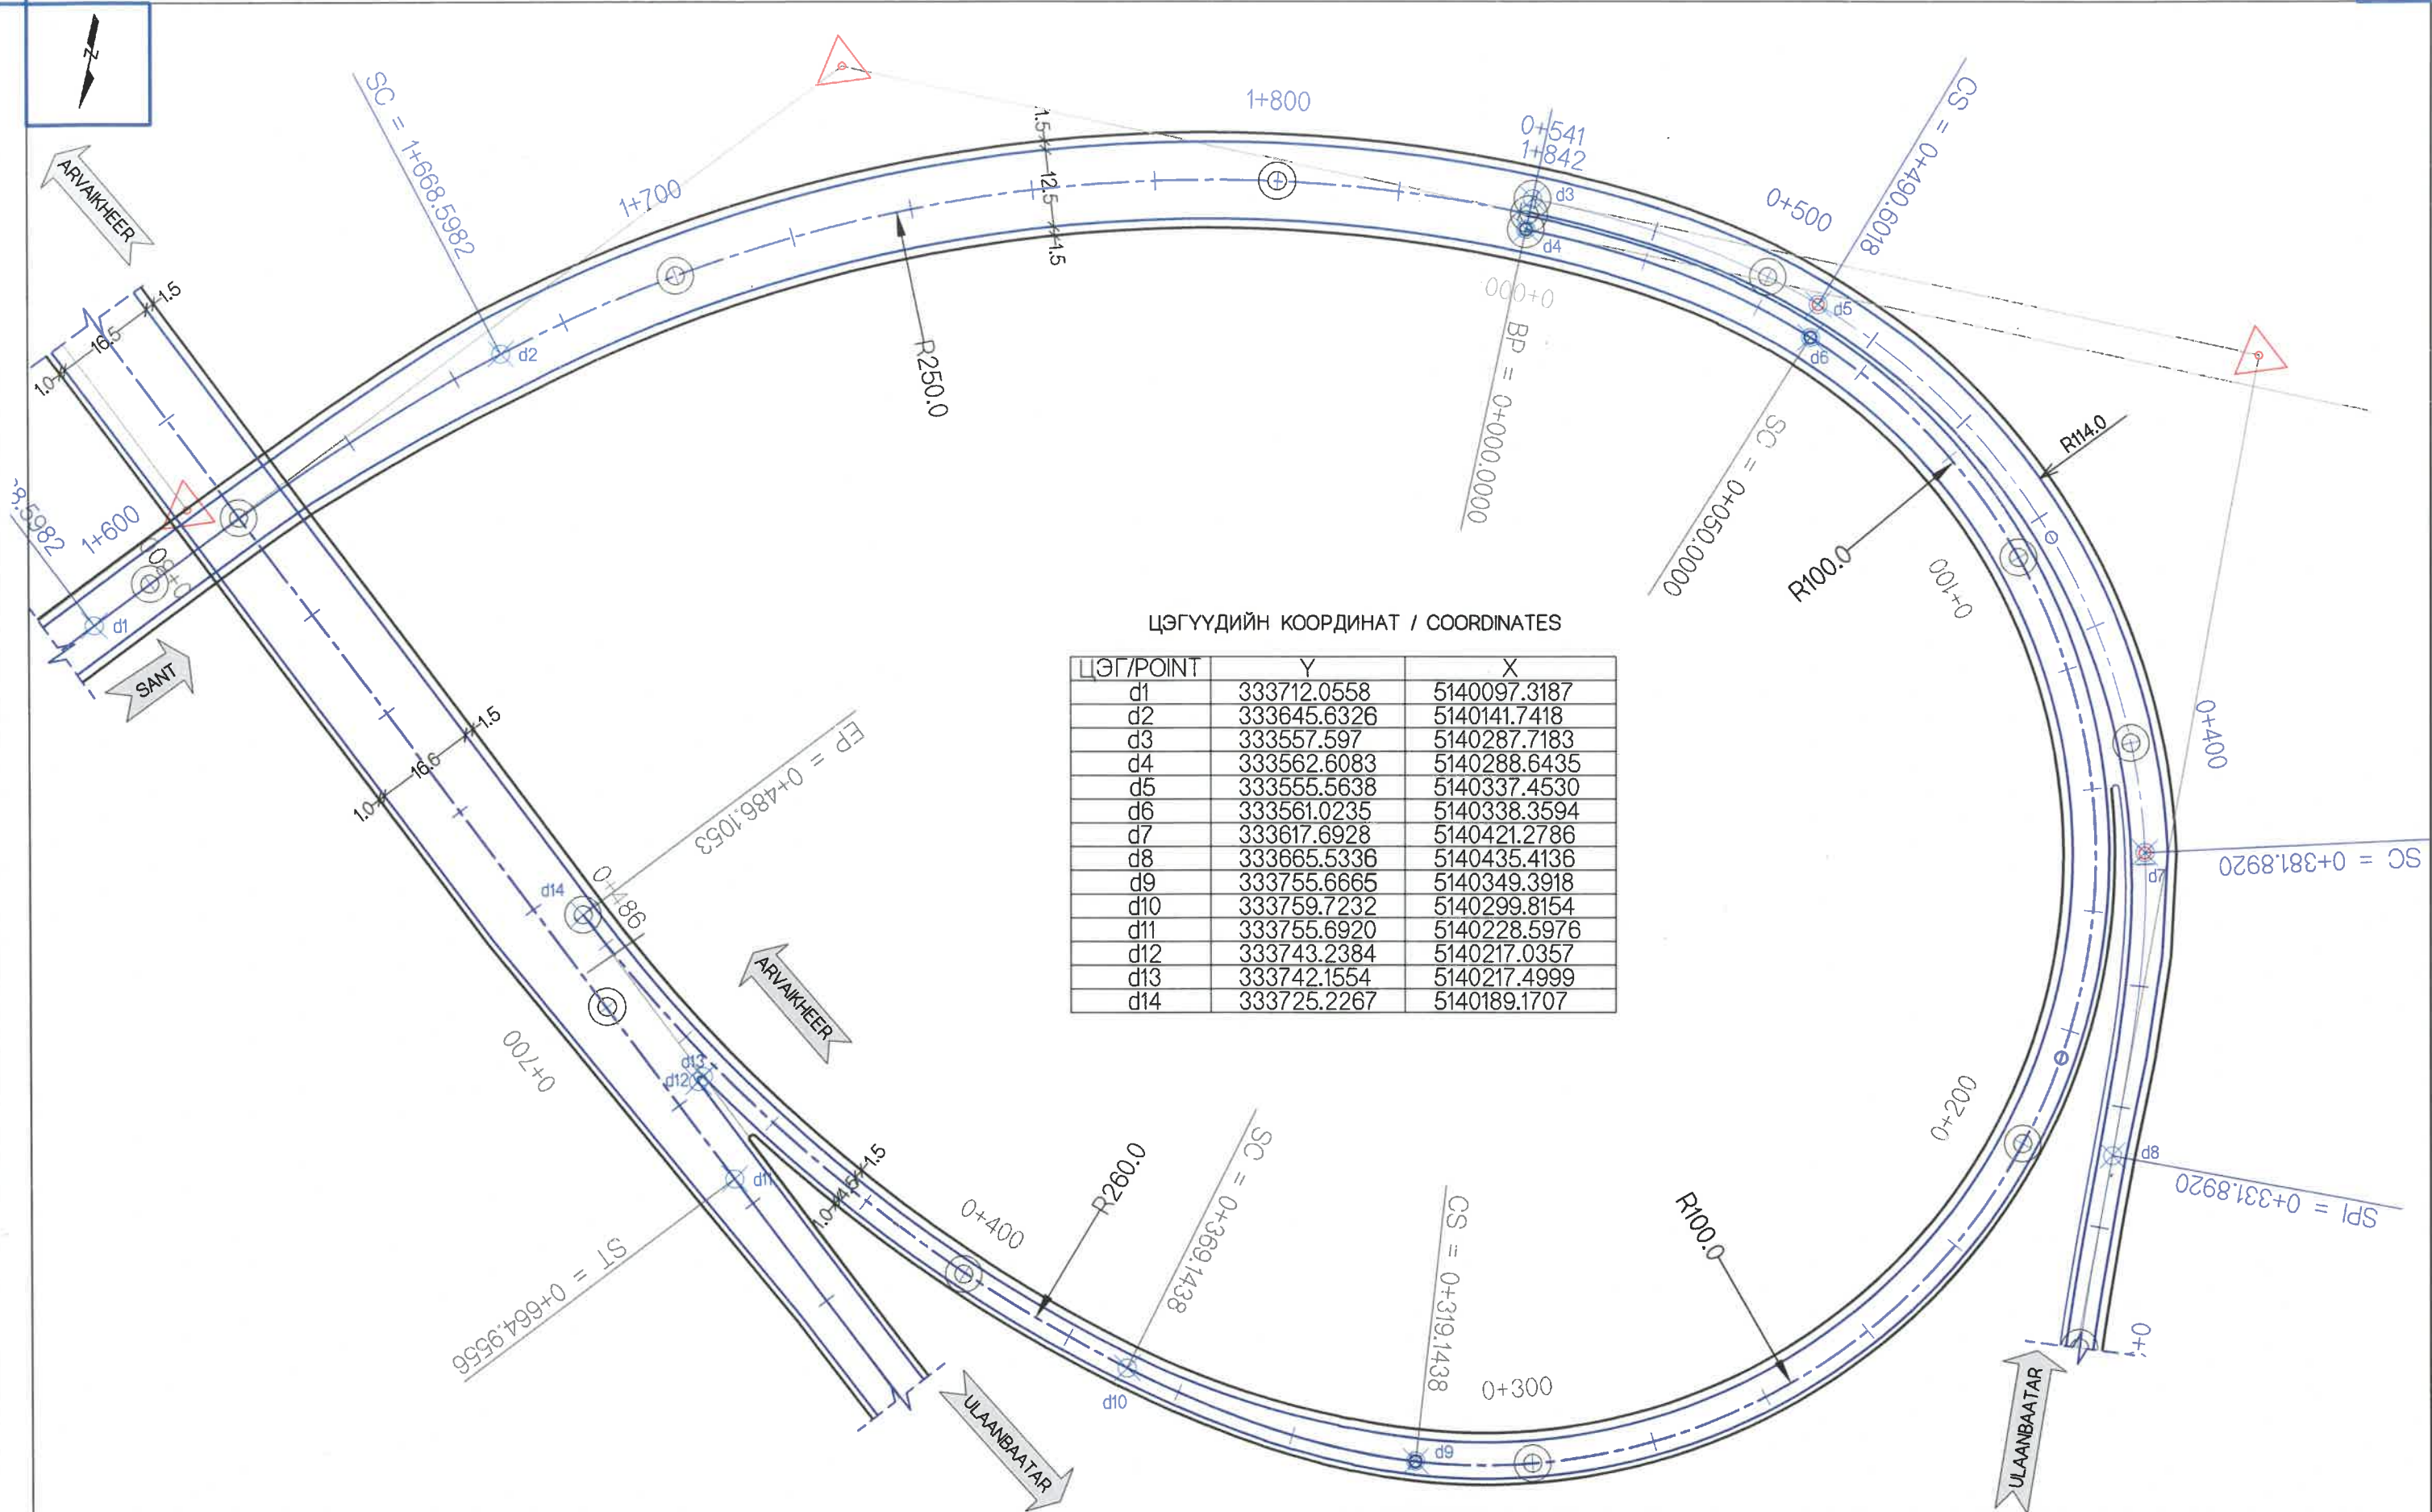 N
ARVAIKHEER
SC = 1+668.5982
1+700
1.5
12.5
1.5
1+800
0+541
1+842
d3
d4
0+500
CS = 0+490.6018
d5
d6
0+000
BP = 0+000.0000
SC = 0+050.0000
R250.0
R114.0
R100.0
0+100
1.5
16.5
1.0
d2
8.5982
1+600
0+800
d1
SANT
ЦЭГҮҮДИЙН КООРДИНАТ / COORDINATES
ЦЭГ/POINT Y X
d1 333712.0558 5140097.3187
d2 333645.6326 5140141.7418
d3 333557.597 5140287.7183
d4 333562.6083 5140288.6435
d5 333555.5638 5140337.4530
d6 333561.0235 5140338.3594
d7 333617.6928 5140421.2786
d8 333665.5336 5140435.4136
d9 333755.6665 5140349.3918
d10 333759.7232 5140299.8154
d11 333755.6920 5140228.5976
d12 333743.2384 5140217.0357
d13 333742.1554 5140217.4999
d14 333725.2267 5140189.1707
0+400
SC = 0+381.8920
d7
1.5
16.6
1.0
EP = 0+486.1053
0+486
d14
ARVAIKHEER
0+700
d13
d12
d11
ST = 0+664.9556
1.5
4.5
1.0
0+400
R260.0
SC = 0+369.1438
d10
CS = 0+319.1438
d9
0+300
R100.0
0+200
d8
SPI = 0+331.8920
0+
ULAANBAATAR
ULAANBAATAR